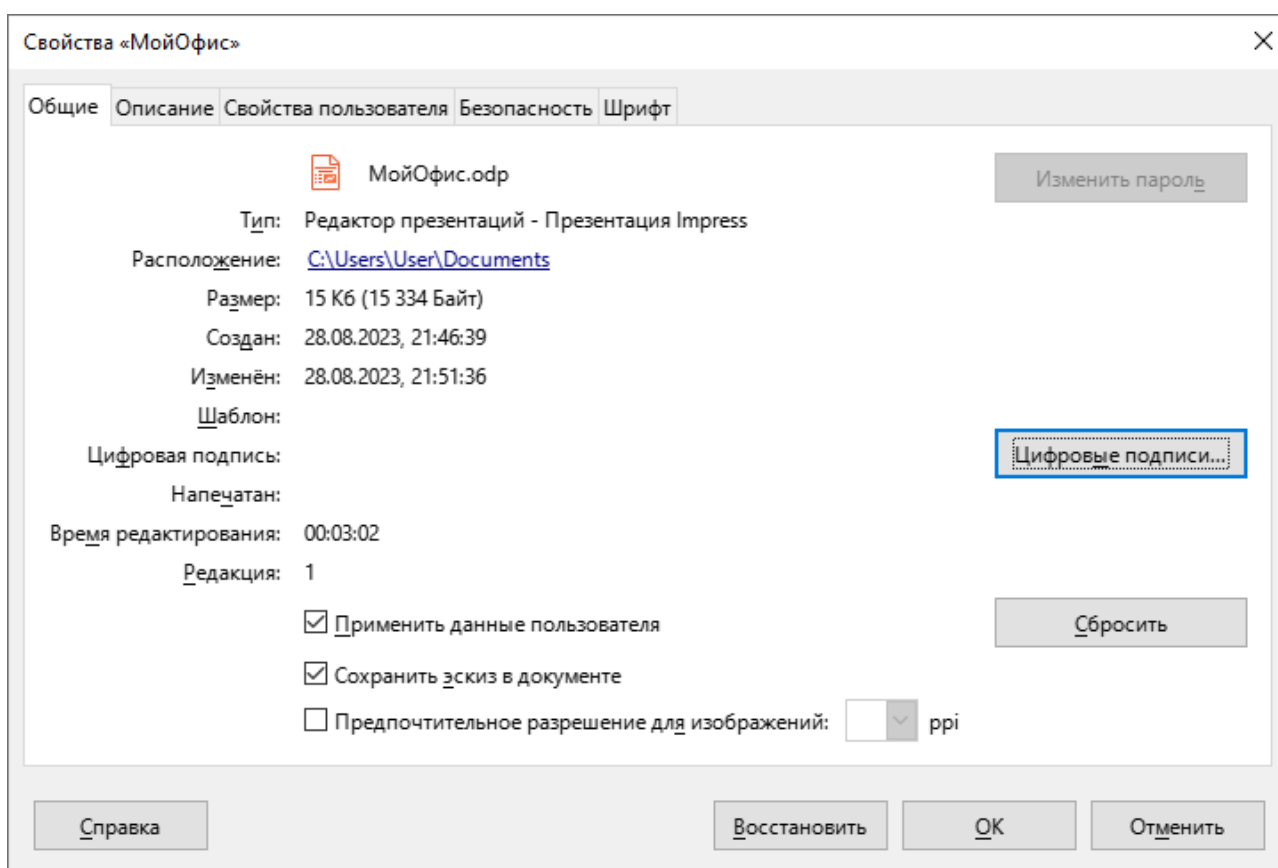 Свойства «МойОфис»
Общие Описание Свойства пользователя Безопасность Шрифт
МойОфис.odp Изменить пароль
Тип: Редактор презентаций - Презентация Impress
Расположение: C:\Users\User\Documents
Размер: 15 Кб (15 334 Байт)
Создан: 28.08.2023, 21:46:39
Изменён: 28.08.2023, 21:51:36
Шаблон:
Цифровая подпись: Цифровые подписи...
Напечатан:
Время редактирования: 00:03:02
Редакция: 1
Применить данные пользователя Сбросить
Сохранить эскиз в документе
Предпочтительное разрешение для изображений: ppi
Справка Восстановить OK Отменить